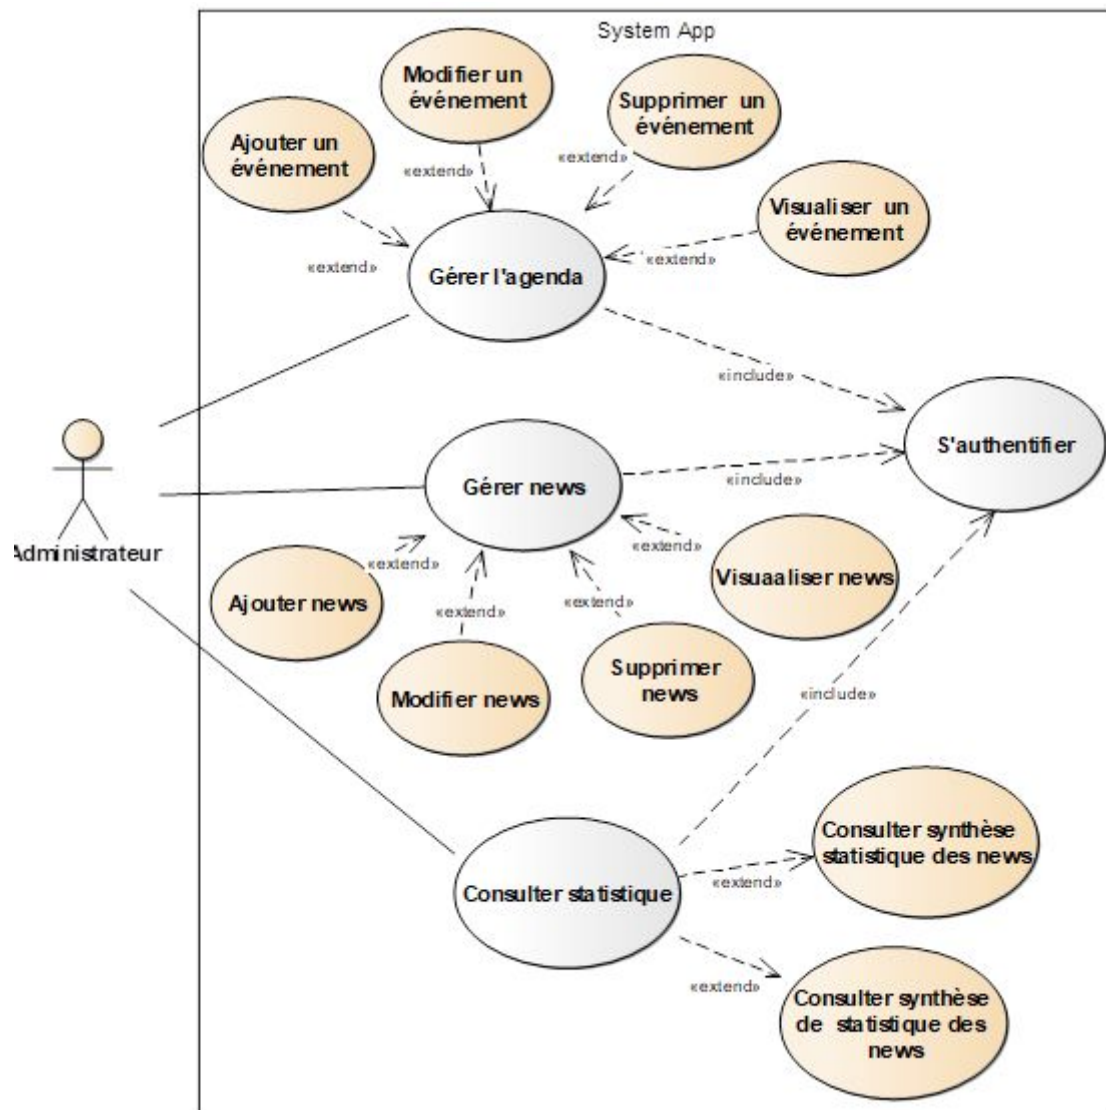 System App
Modifier un
événement
Supprimer un
événement
Ajouter un
événement
«extend»
«extend»
Visualiser un
événement
«extend»
«extend»
Gérer l'agenda
«include»
S'authentifier
Gérer news
«include»
Administrateur
«extend»
«extend»
Visuaaliser news
Ajouter news
«extend»
«extend»
Modifier news
Supprimer
news
«include»
Consulter synthèse
statistique des news
Consulter statistique
«extend»
«extend»
Consulter synthèse
de statistique des
news